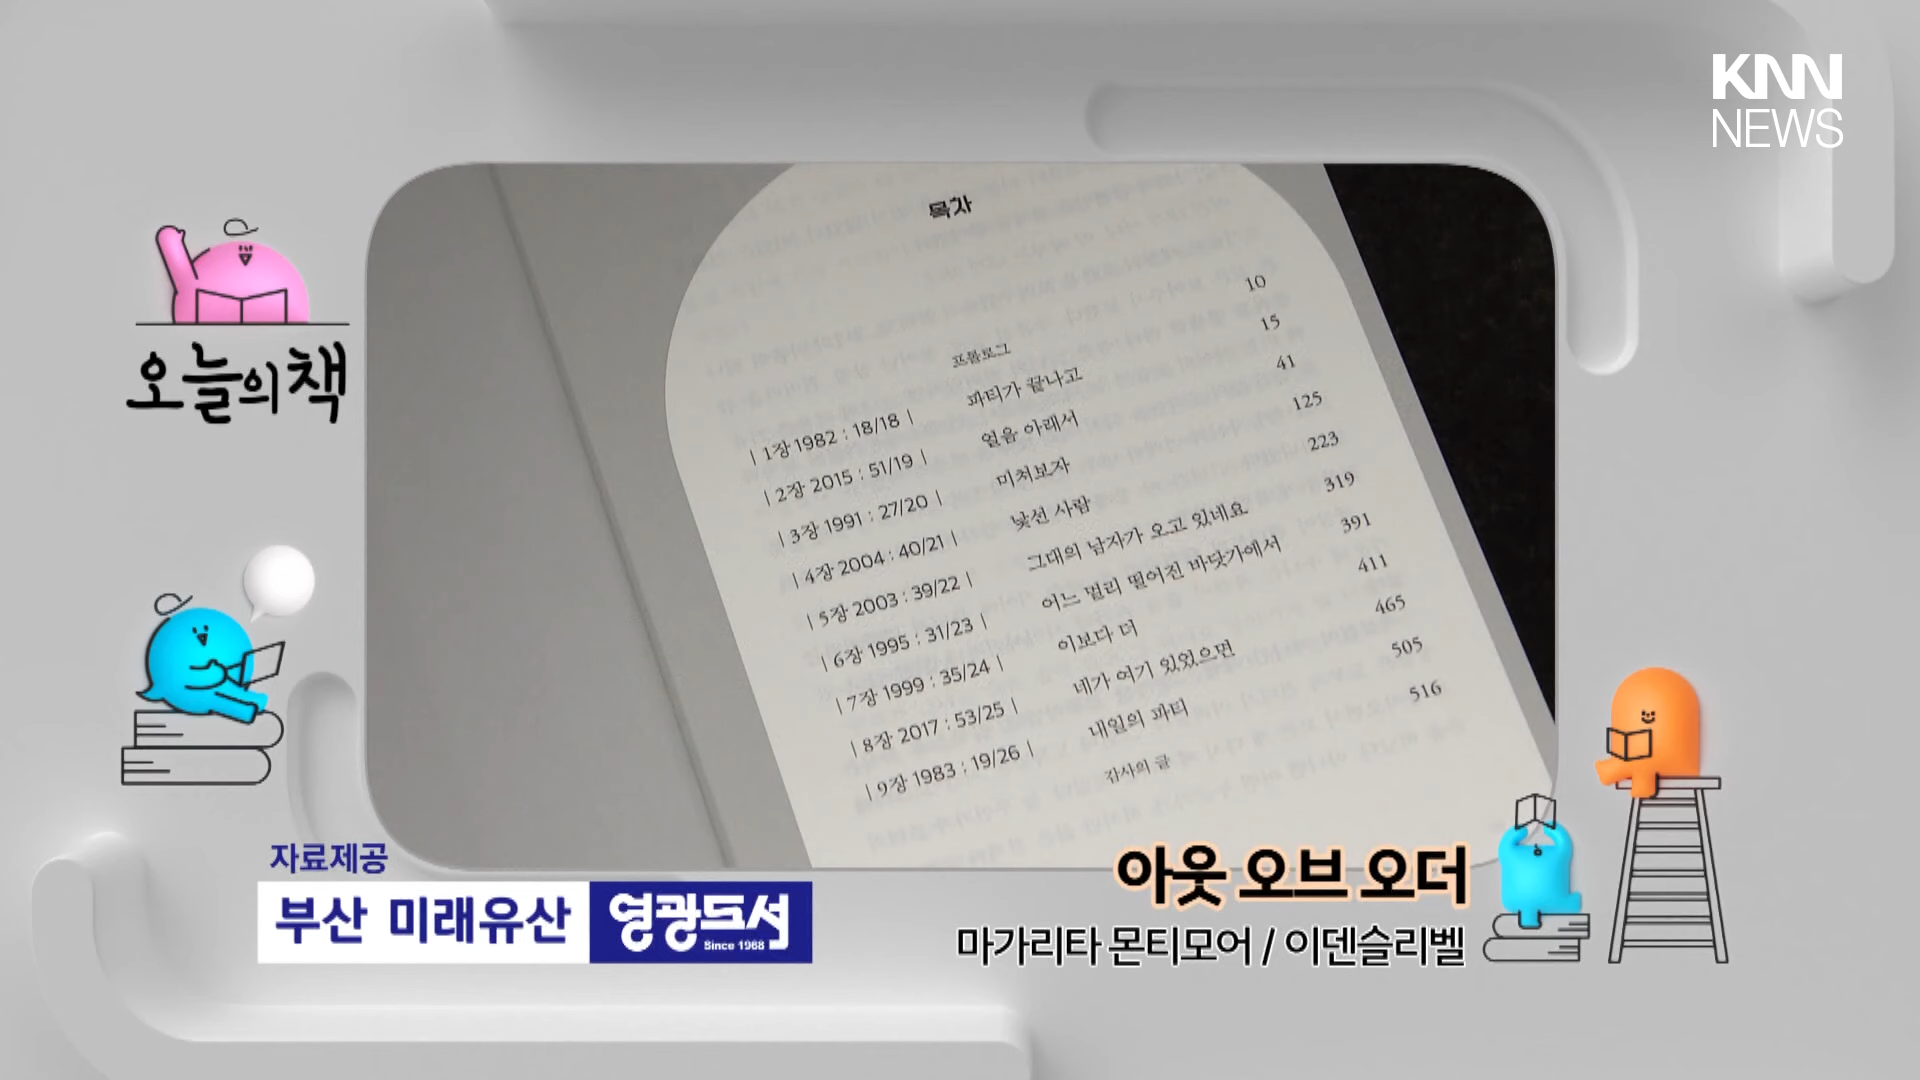 KNN
NEWS
오늘의 책
목차
프롤로그 10
| 1장 1982 : 18/18 | 파티가 끝나고 15
| 2장 2015 : 51/19 | 얼음 아래서 41
| 3장 1991 : 27/20 | 미쳐보자 125
| 4장 2004 : 40/21 | 낯선 사람 223
| 5장 2003 : 39/22 | 그대의 남자가 오고 있네요 319
| 6장 1995 : 31/23 | 어느 멀리 떨어진 바닷가에서 391
| 7장 1999 : 35/24 | 이보다 더 411
| 8장 2017 : 53/25 | 네가 여기 있었으면 465
| 9장 1983 : 19/26 | 내일의 파티 505
감사의 글 516
자료제공
부산 미래유산 영광도서
Since 1968
아웃 오브 오더
마가리타 몬티모어 / 이덴슬리벨